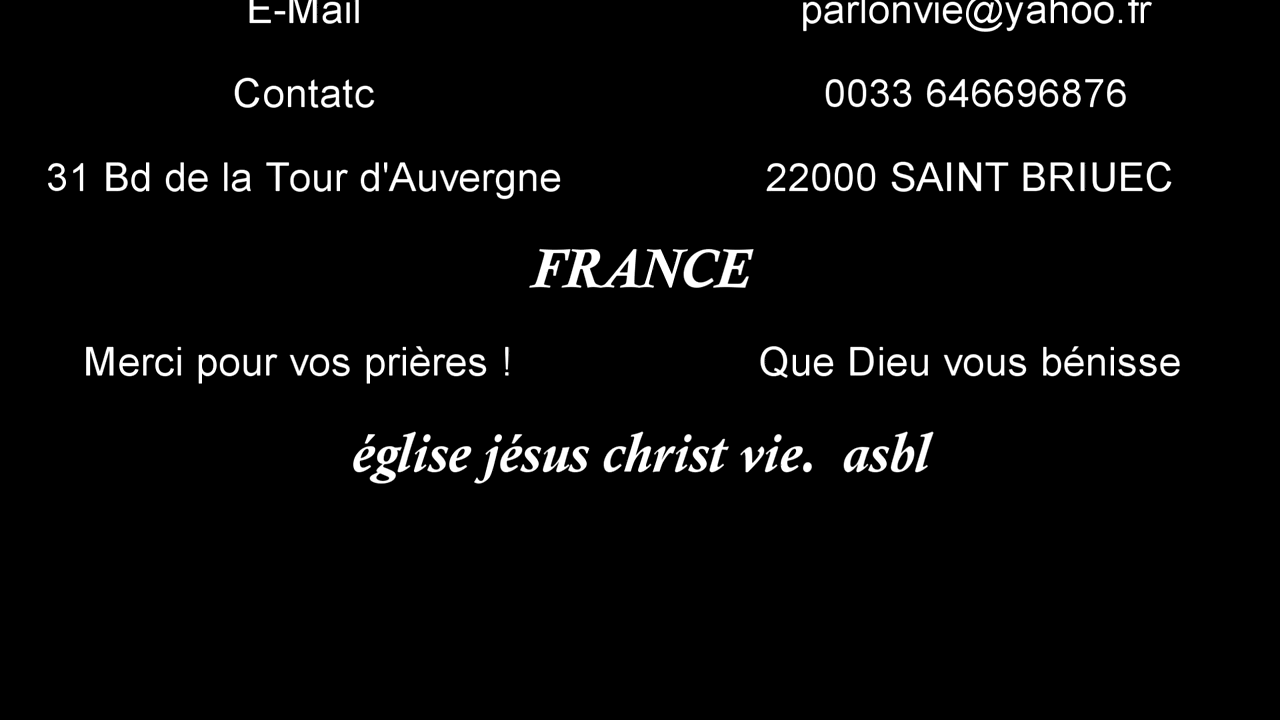 E-Mail parlonvie@yahoo.fr
Contatc 0033 646696876
31 Bd de la Tour d'Auvergne 22000 SAINT BRIUEC
FRANCE
Merci pour vos prières ! Que Dieu vous bénisse
église jésus christ vie. asbl